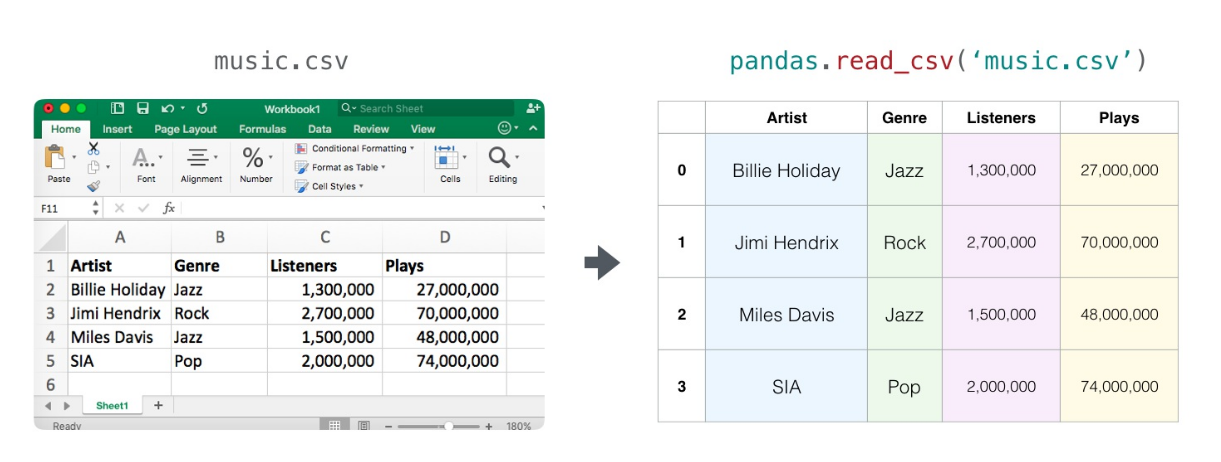 music.csv
pandas.read_csv(‘music.csv’)
Workbook1
Search Sheet
Home Insert Page Layout Formulas Data Review View
Paste
Font
Alignment
%
Number
Conditional Formatting
Format as Table
Cell Styles
Cells
Editing
F11 fx
A B C D
1 Artist Genre Listeners Plays
2 Billie Holiday Jazz 1,300,000 27,000,000
3 Jimi Hendrix Rock 2,700,000 70,000,000
4 Miles Davis Jazz 1,500,000 48,000,000
5 SIA Pop 2,000,000 74,000,000
6
Sheet1 +
Ready − + 180%
Artist Genre Listeners Plays
0 Billie Holiday Jazz 1,300,000 27,000,000
1 Jimi Hendrix Rock 2,700,000 70,000,000
2 Miles Davis Jazz 1,500,000 48,000,000
3 SIA Pop 2,000,000 74,000,000